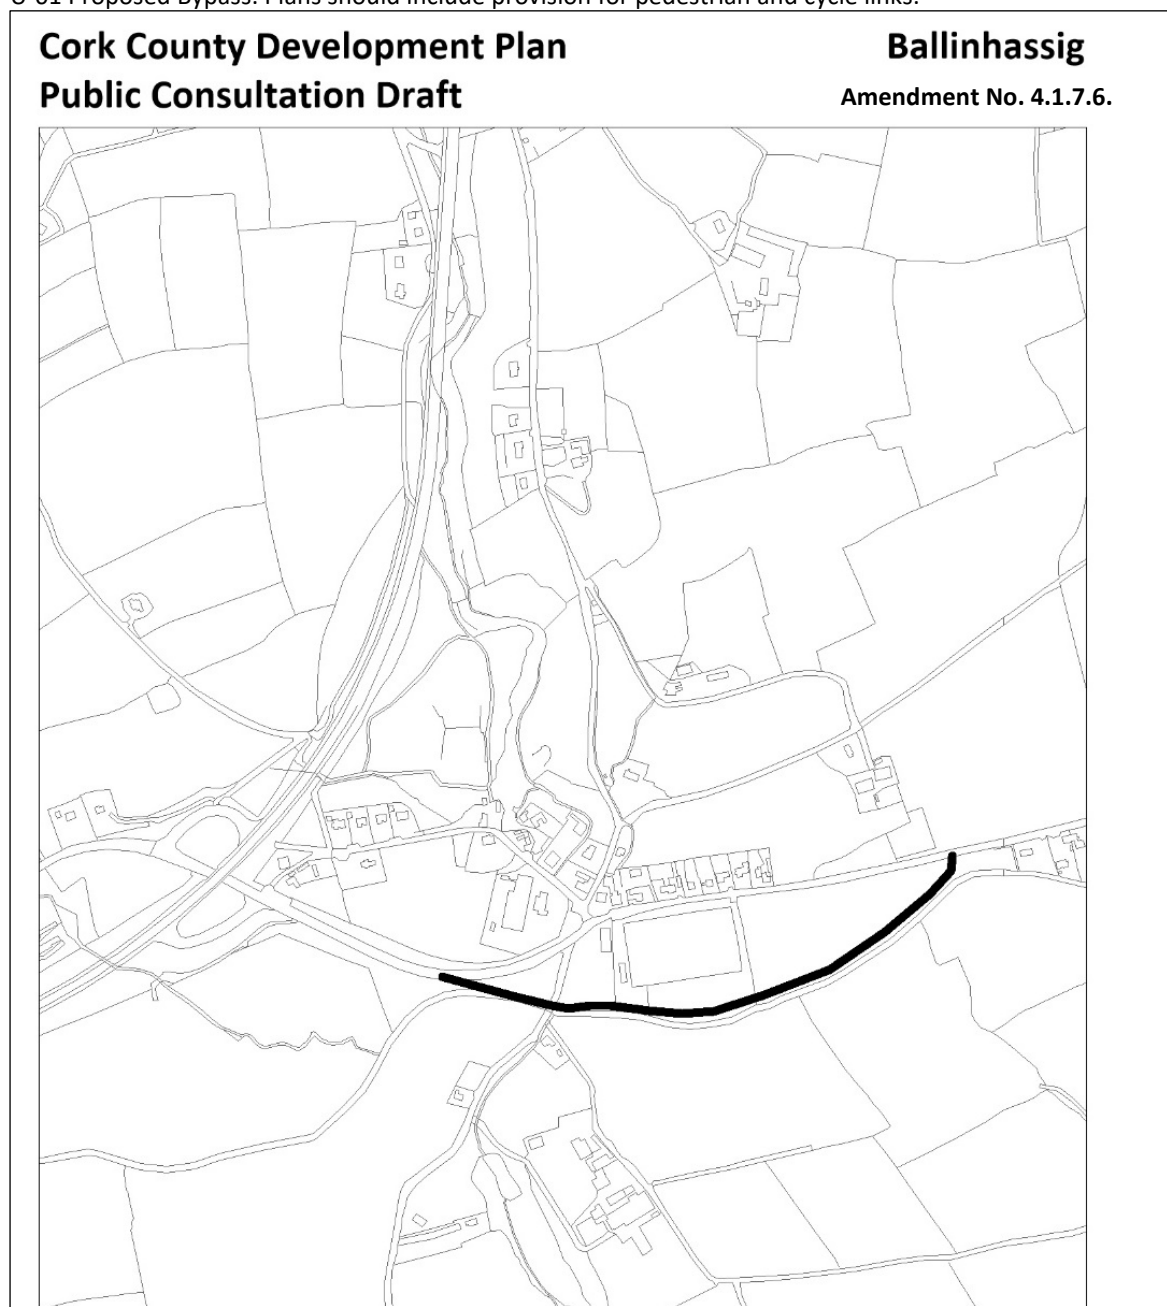 Proposed Bypass. Plans should include provision for pedestrian and cycle links.
Cork County Development Plan
Ballinhassig
Public Consultation Draft
Amendment No. 4.1.7.6.